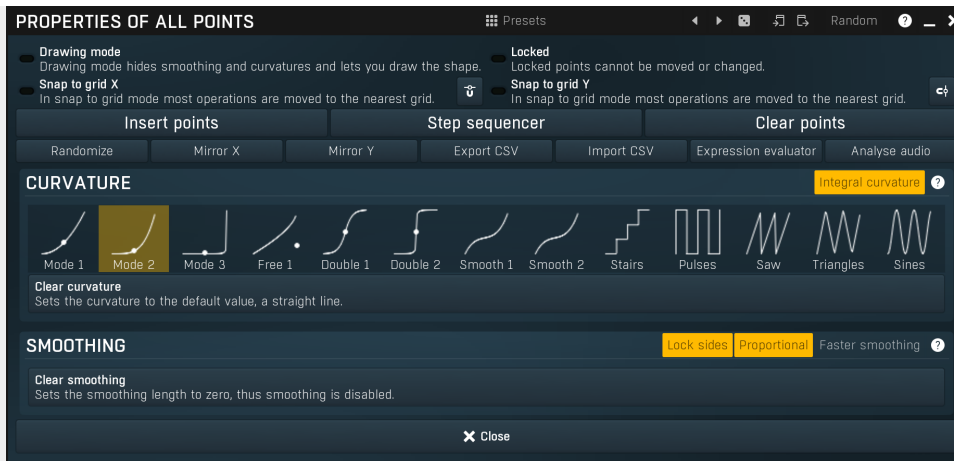 PROPERTIES OF ALL POINTS Presets Random ?
Drawing mode
Drawing mode hides smoothing and curvatures and lets you draw the shape.
Locked
Locked points cannot be moved or changed.
Snap to grid X
In snap to grid mode most operations are moved to the nearest grid.
Snap to grid Y
In snap to grid mode most operations are moved to the nearest grid.
Insert points Step sequencer Clear points
Randomize Mirror X Mirror Y Export CSV Import CSV Expression evaluator Analyse audio
CURVATURE Integral curvature ?
Mode 1 Mode 2 Mode 3 Free 1 Double 1 Double 2 Smooth 1 Smooth 2 Stairs Pulses Saw Triangles Sines
Clear curvature
Sets the curvature to the default value, a straight line.
SMOOTHING Lock sides Proportional Faster smoothing ?
Clear smoothing
Sets the smoothing length to zero, thus smoothing is disabled.
Close